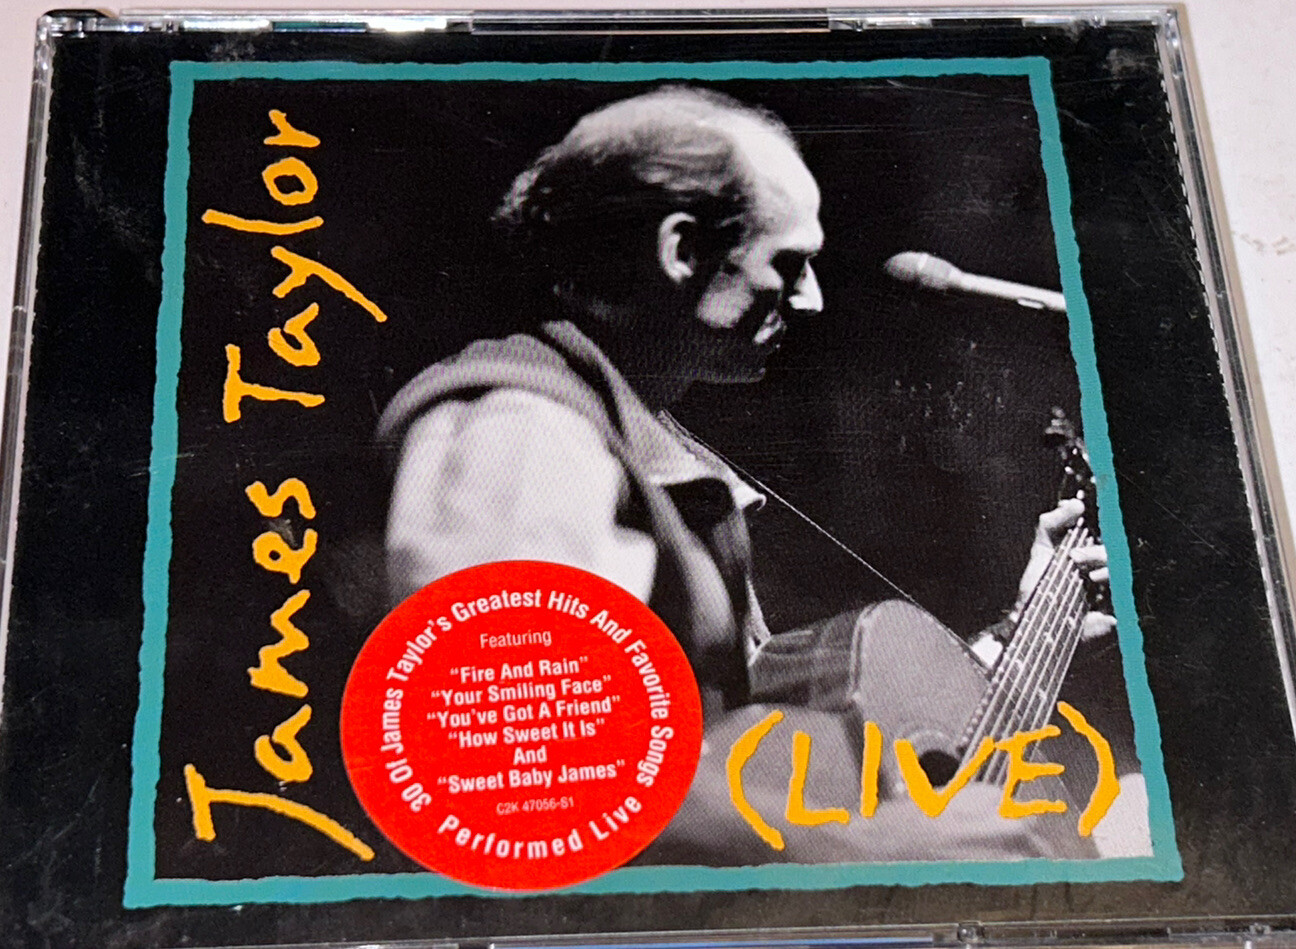 James Taylor
(LIVE)
30 Of James Taylor's Greatest Hits And Favorite Songs
Performed Live
Featuring
"Fire And Rain"
"Your Smiling Face"
"You've Got A Friend"
"How Sweet It Is"
And
"Sweet Baby James"
C2K 47056-S1